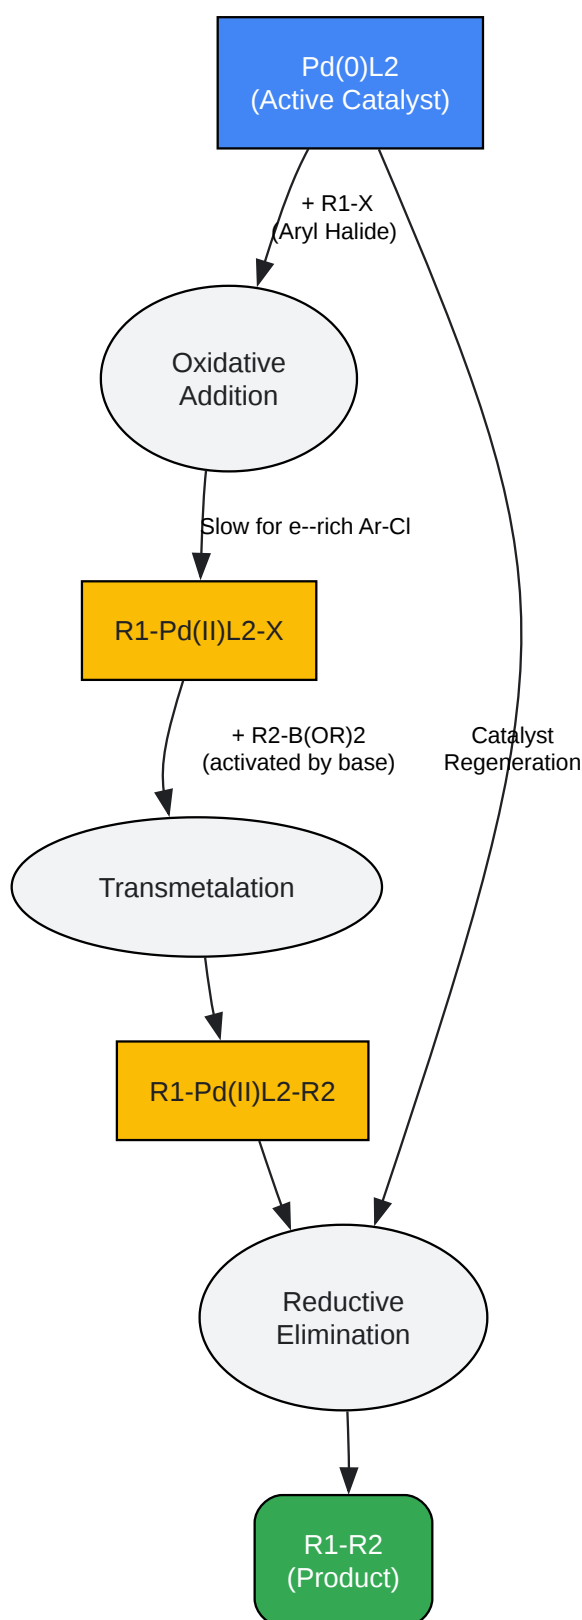 Pd(0)L2
(Active Catalyst)
+ R1-X
(Aryl Halide)
Oxidative
Addition
Slow for e--rich Ar-Cl
R1-Pd(II)L2-X
+ R2-B(OR)2
(activated by base)
Catalyst
Regeneration
Transmetalation
R1-Pd(II)L2-R2
Reductive
Elimination
R1-R2
(Product)